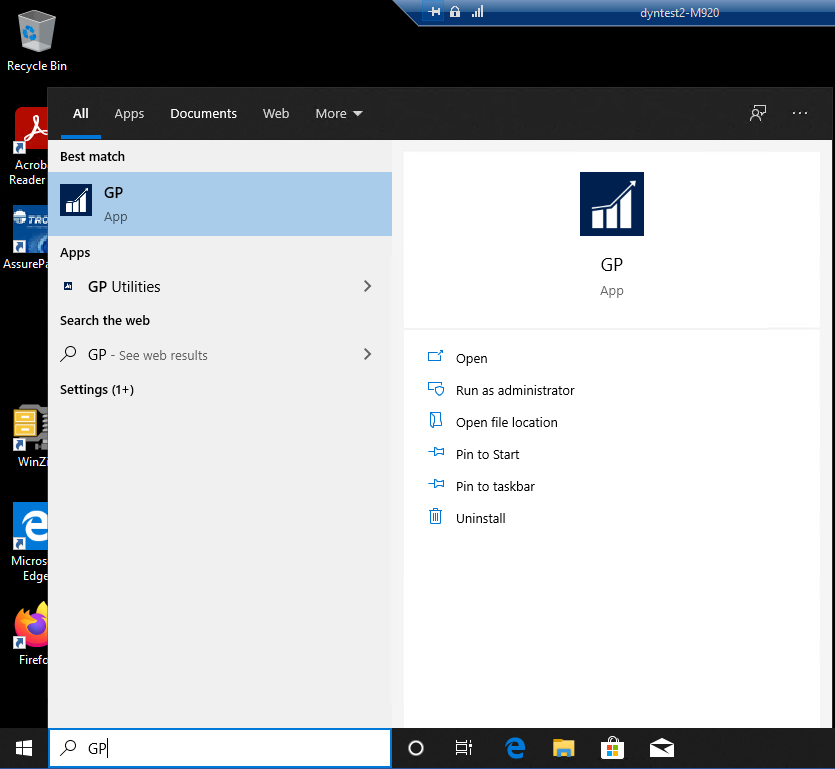 dyntest2-M920
Recycle Bin
All Apps Documents Web More
Best match
GP
App
Apps
GP Utilities
Search the web
GP - See web results
Settings (1+)
GP
App
Open
Run as administrator
Open file location
Pin to Start
Pin to taskbar
Uninstall
Acrob
Reader
TRO
AssurePa
WinZi
Micros
Edge
Firefo
GP